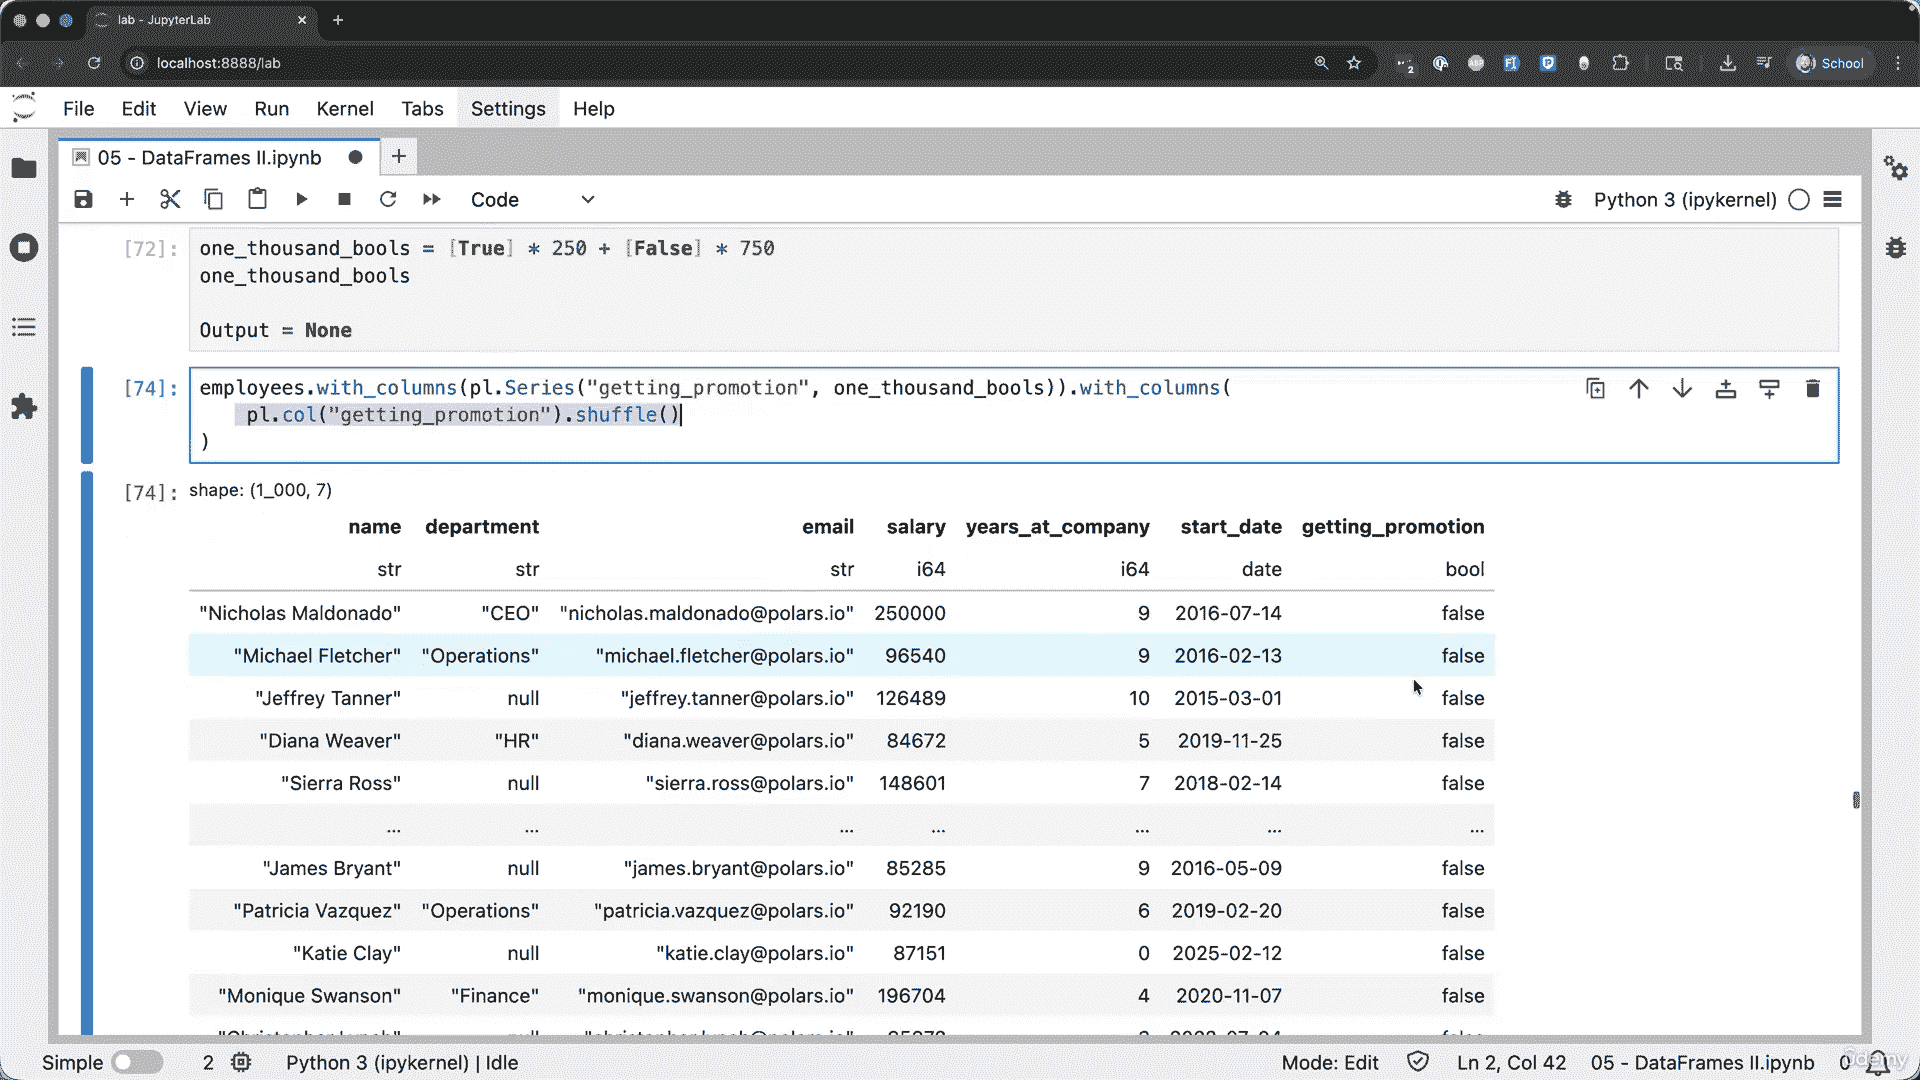 lab - JupyterLab
localhost:8888/lab
2
School
File Edit View Run Kernel Tabs Settings Help
05 - DataFrames II.ipynb
Code
Python 3 (ipykernel)
[72]:
one_thousand_bools = [True] * 250 + [False] * 750
one_thousand_bools
Output = None
[74]:
employees.with_columns(pl.Series("getting_promotion", one_thousand_bools)).with_columns(
pl.col("getting_promotion").shuffle()
)
[74]: shape: (1_000, 7)
name department email salary years_at_company start_date getting_promotion
str str str i64 i64 date bool
"Nicholas Maldonado" "CEO" "nicholas.maldonado@polars.io" 250000 9 2016-07-14 false
"Michael Fletcher" "Operations" "michael.fletcher@polars.io" 96540 9 2016-02-13 false
"Jeffrey Tanner" null "jeffrey.tanner@polars.io" 126489 10 2015-03-01 false
"Diana Weaver" "HR" "diana.weaver@polars.io" 84672 5 2019-11-25 false
"Sierra Ross" null "sierra.ross@polars.io" 148601 7 2018-02-14 false
… … … … … … …
"James Bryant" null "james.bryant@polars.io" 85285 9 2016-05-09 false
"Patricia Vazquez" "Operations" "patricia.vazquez@polars.io" 92190 6 2019-02-20 false
"Katie Clay" null "katie.clay@polars.io" 87151 0 2025-02-12 false
"Monique Swanson" "Finance" "monique.swanson@polars.io" 196704 4 2020-11-07 false
Simple 2 Python 3 (ipykernel) | Idle Mode: Edit Ln 2, Col 42 05 - DataFrames II.ipynb 0
udemy